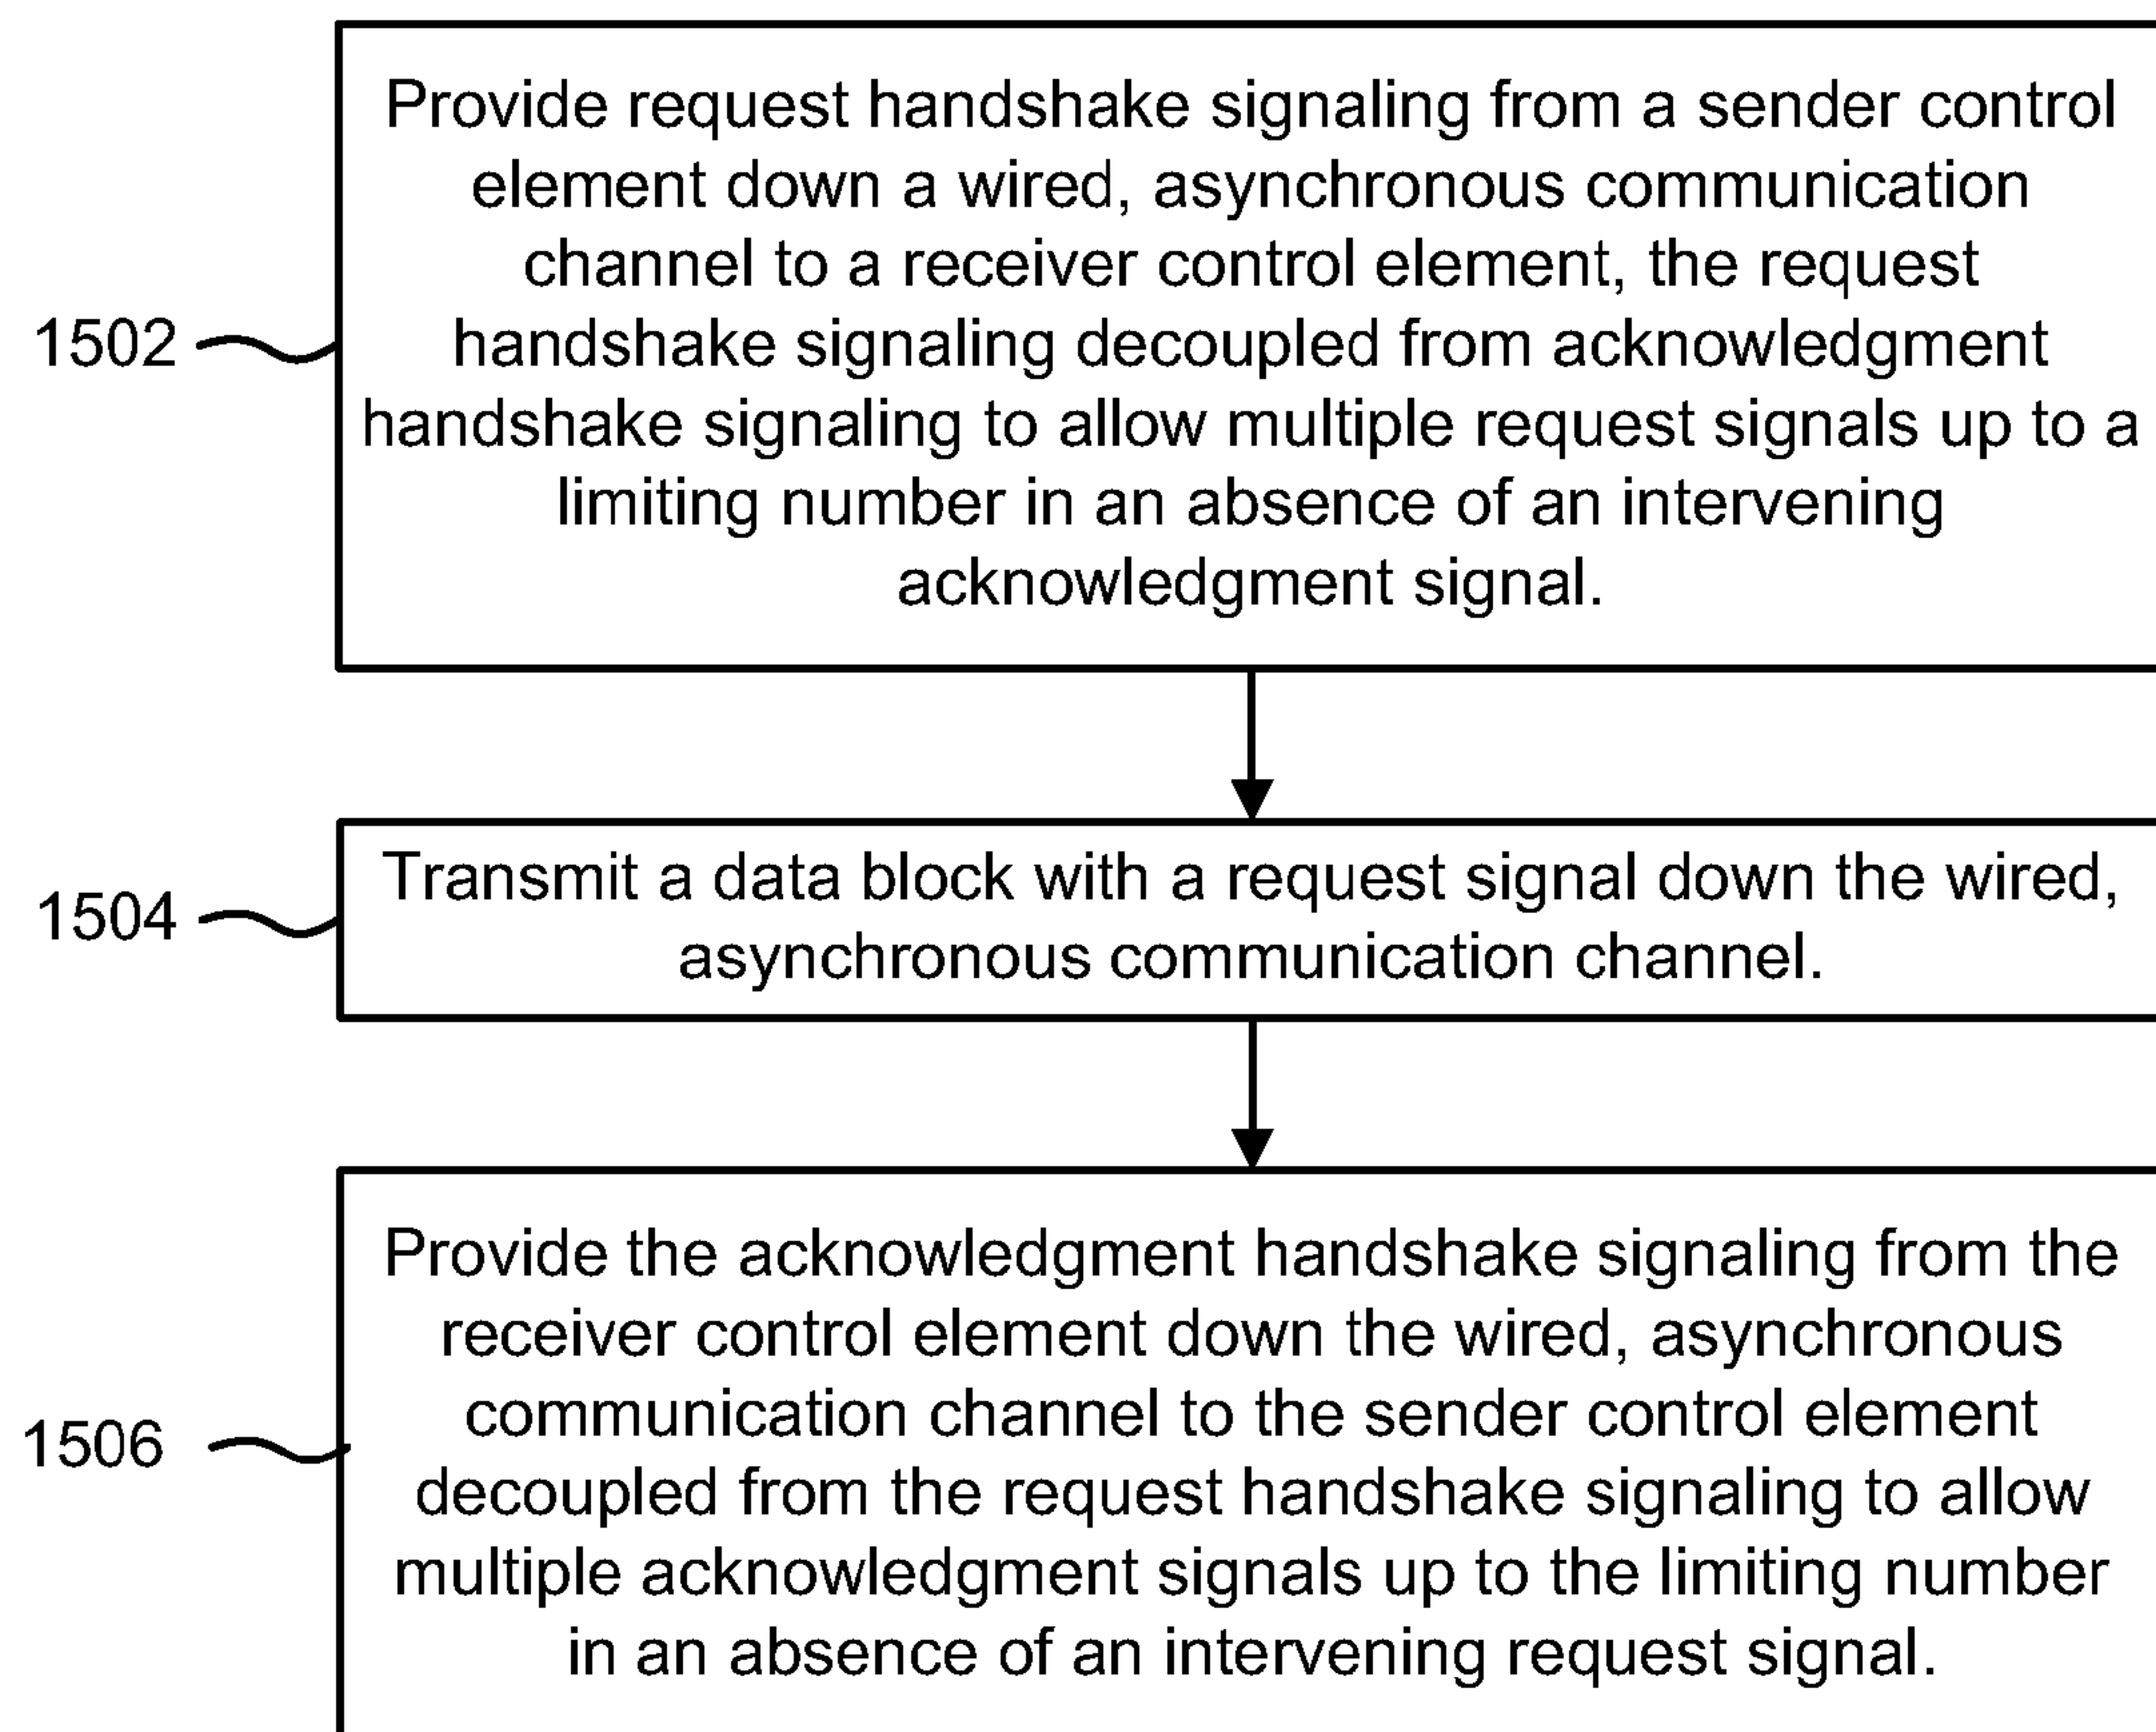 Provide request handshake signaling from a sender control
element down a wired, asynchronous communication
channel to a receiver control element, the request
1502
handshake signaling decoupled from acknowledgment
handshake signaling to allow multiple request signals up to a
limiting number in an absence of an intervening
acknowledgment signal.
Transmit a data block with a request signal down the wired,
1504
asynchronous communication channel.
Provide the acknowledgment handshake signaling from the
receiver control element down the wired, asynchronous
communication channel to the sender control element
1506
decoupled from the request handshake signaling to allow
multiple acknowledgment signals up to the limiting number
in an absence of an intervening request signal.